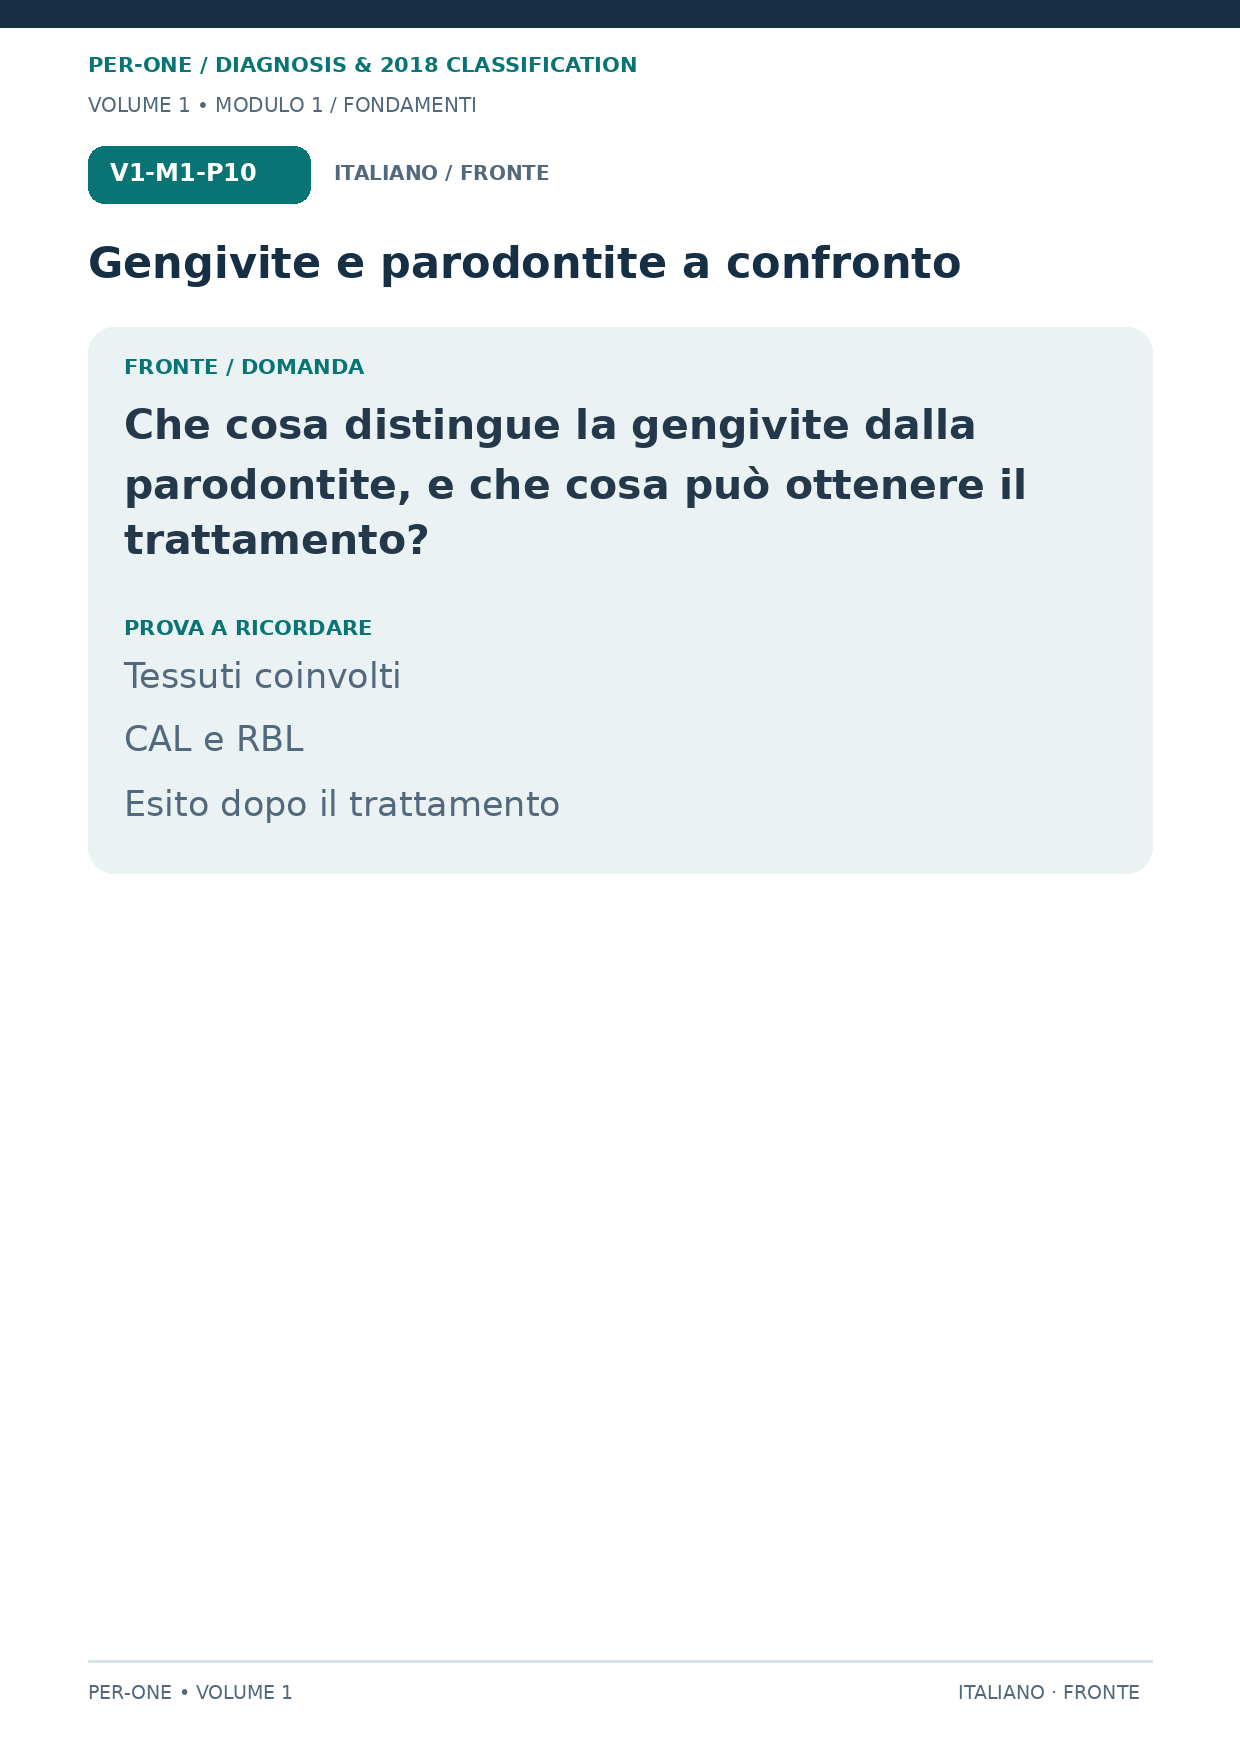 PER-ONE / DIAGNOSIS & 2018 CLASSIFICATION
VOLUME 1 • MODULO 1 / FONDAMENTI
V1-M1-P10
ITALIANO / FRONTE
Gengivite e parodontite a confronto
FRONTE / DOMANDA
Che cosa distingue la gengivite dalla
parodontite, e che cosa può ottenere il
trattamento?
PROVA A RICORDARE
Tessuti coinvolti
CAL e RBL
Esito dopo il trattamento
PER-ONE • VOLUME 1
ITALIANO · FRONTE